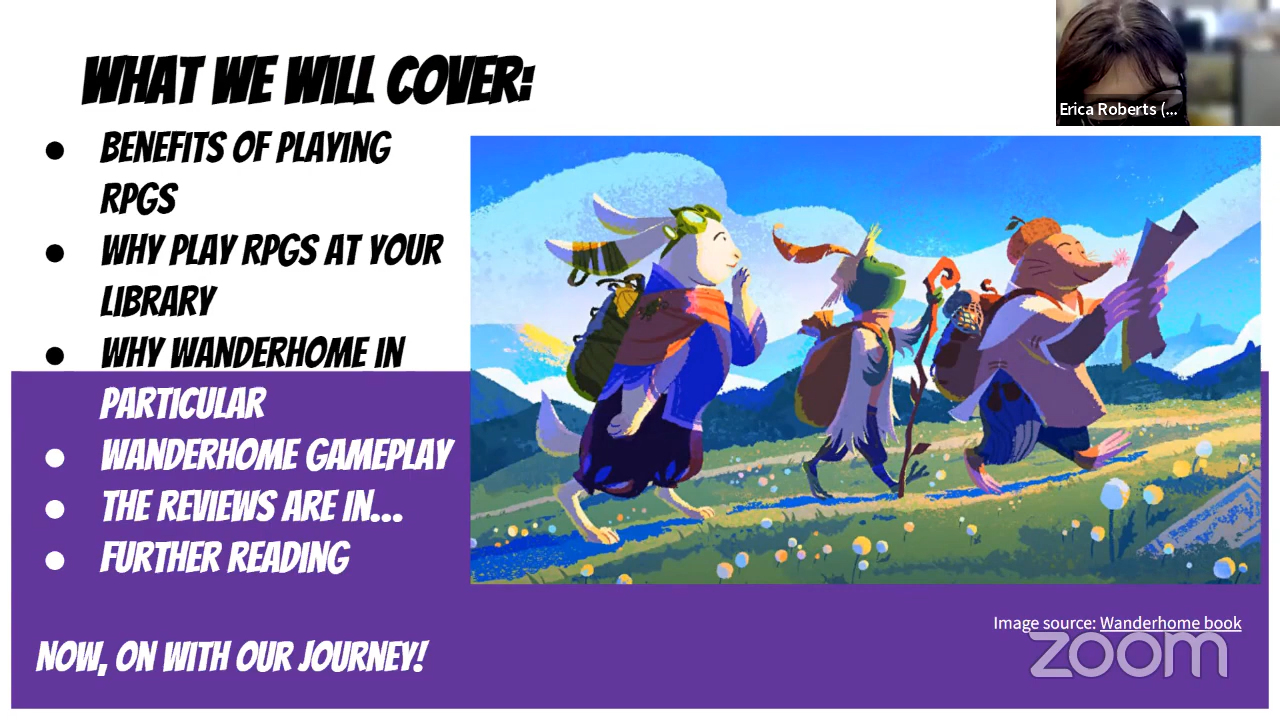 WHAT WE WILL COVER:
● BENEFITS OF PLAYING
RPGS
● WHY PLAY RPGS AT YOUR
LIBRARY
● WHY WANDERHOME IN
PARTICULAR
● WANDERHOME GAMEPLAY
● THE REVIEWS ARE IN...
● FURTHER READING
NOW, ON WITH OUR JOURNEY!
Erica Roberts (...
Image source: Wanderhome book
zoom